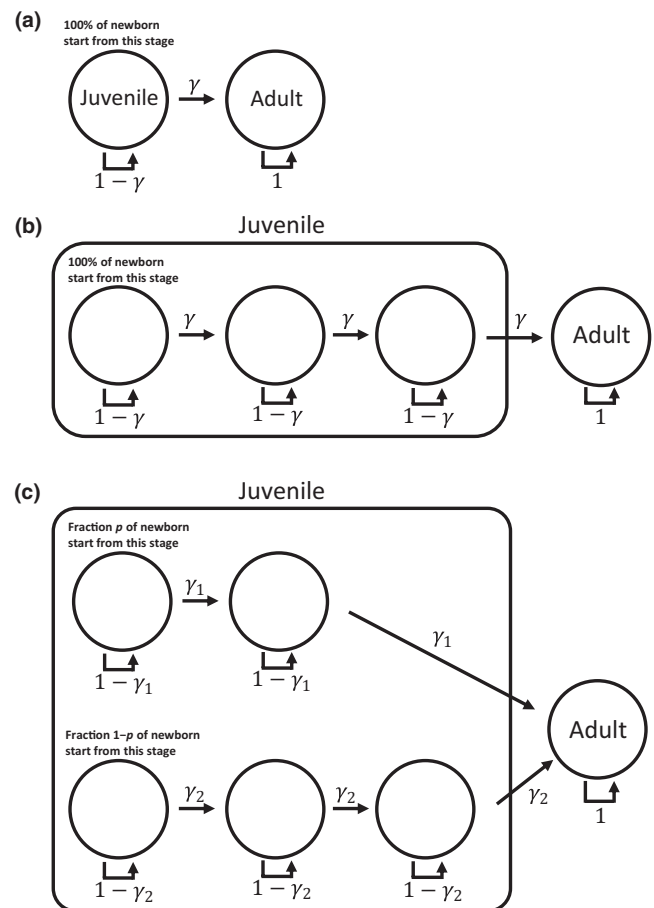 (a)
100% of newborn
start from this stage
Juvenile
γ
Adult
1 − γ
1
(b)
Juvenile
100% of newborn
start from this stage
γ
γ
γ
Adult
1 − γ
1 − γ
1 − γ
1
(c)
Juvenile
Fraction p of newborn
start from this stage
γ₁
γ₁
1 − γ₁
1 − γ₁
Adult
Fraction 1−p of newborn
start from this stage
γ₂
γ₂
γ₂
1
1 − γ₂
1 − γ₂
1 − γ₂